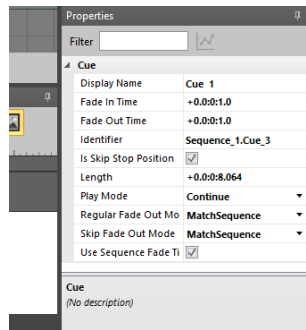 Properties
Filter
Cue
Display Name Cue 1
Fade In Time +0.0:0:1.0
Fade Out Time +0.0:0:1.0
Identifier Sequence_1.Cue_3
Is Skip Stop Position
Length +0.0:0:8.064
Play Mode Continue
Regular Fade Out Mo MatchSequence
Skip Fade Out Mode MatchSequence
Use Sequence Fade Ti
Cue
(No description)